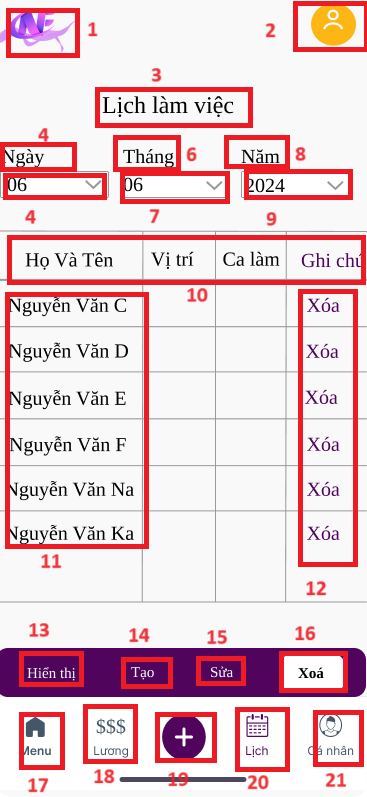 NE
1
2
3
Lịch làm việc
4
Ngày
Tháng
6
Năm
8
06
06
2024
4
7
9
Họ Và Tên
Vị trí
Ca làm
Ghi chú
10
Nguyễn Văn C
Xóa
Nguyễn Văn D
Xóa
Nguyễn Văn E
Xóa
Nguyễn Văn F
Xóa
Nguyễn Văn Na
Xóa
Nguyễn Văn Ka
Xóa
11
12
13
14
15
16
Hiển thị
Tạo
Sửa
Xoá
$$$
Menu
Lương
Lịch
Cá nhân
17
18
19
20
21